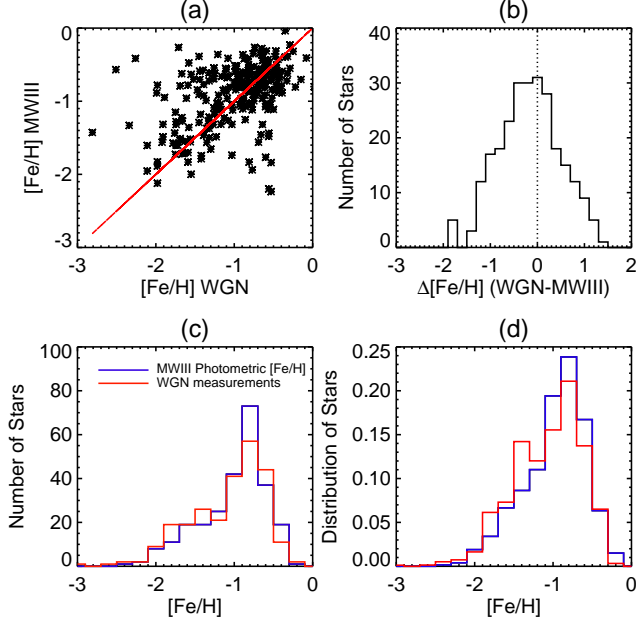 (a)
[Fe/H] MWIII
0
-1
-2
-3
-3 -2 -1 0
[Fe/H] WGN
(b)
Number of Stars
40
30
20
10
0
-2 -1 0 1 2
Δ[Fe/H] (WGN-MWIII)
(c)
Number of Stars
100
80
60
40
20
0
MWIII Photometric [Fe/H]
WGN measurements
-3 -2 -1 0
[Fe/H]
(d)
Distribution of Stars
0.25
0.20
0.15
0.10
0.05
0.00
-3 -2 -1 0
[Fe/H]